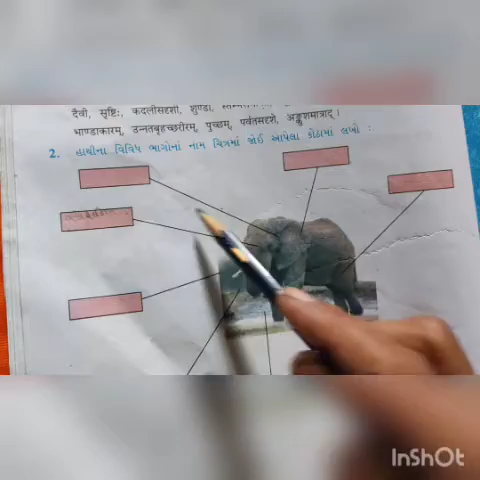 दैवी, सृष्टिः, कदलीसदृशी, शुण्डा,
भाण्डाकारम्, उन्नतबृहच्छरीरम्, पुच्छम्, पर्वतसदृशे, अङ्कुशमात्राद् ।
2. હાથીના વિવિધ ભાગોનાં નામ ચિત્રમાં જોઈ આપેલા કોઠામાં લખો :
InShOt